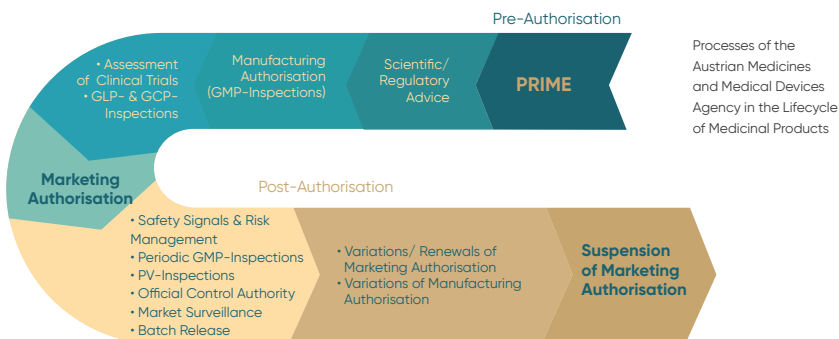 Pre-Authorisation
PRIME
Scientific/
Regulatory
Advice
Manufacturing
Authorisation
(GMP-Inspections)
• Assessment
of Clinical Trials
• GLP- & GCP-
Inspections
Processes of the
Austrian Medicines
and Medical Devices
Agency in the Lifecycle
of Medicinal Products
Marketing
Authorisation
Post-Authorisation
• Safety Signals & Risk
Management
• Periodic GMP-Inspections
• PV-Inspections
• Official Control Authority
• Market Surveillance
• Batch Release
• Variations/ Renewals of
Marketing Authorisation
• Variations of Manufacturing
Authorisation
Suspension
of Marketing
Authorisation